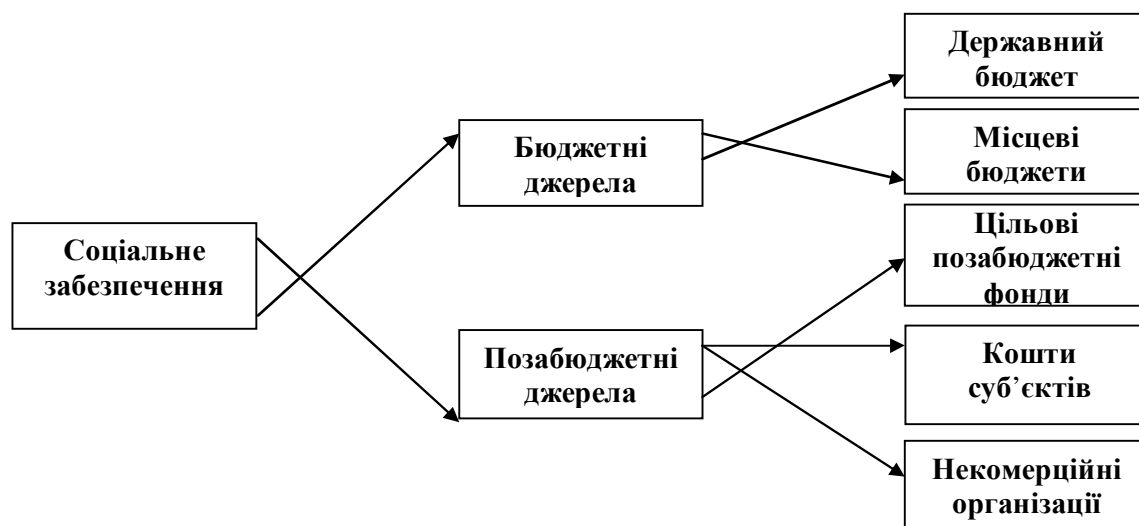 Соціальне
забезпечення
Бюджетні
джерела
Позабюджетні
джерела
Державний
бюджет
Місцеві
бюджети
Цільові
позабюджетні
фонди
Кошти
суб’єктів
Некомерційні
організації